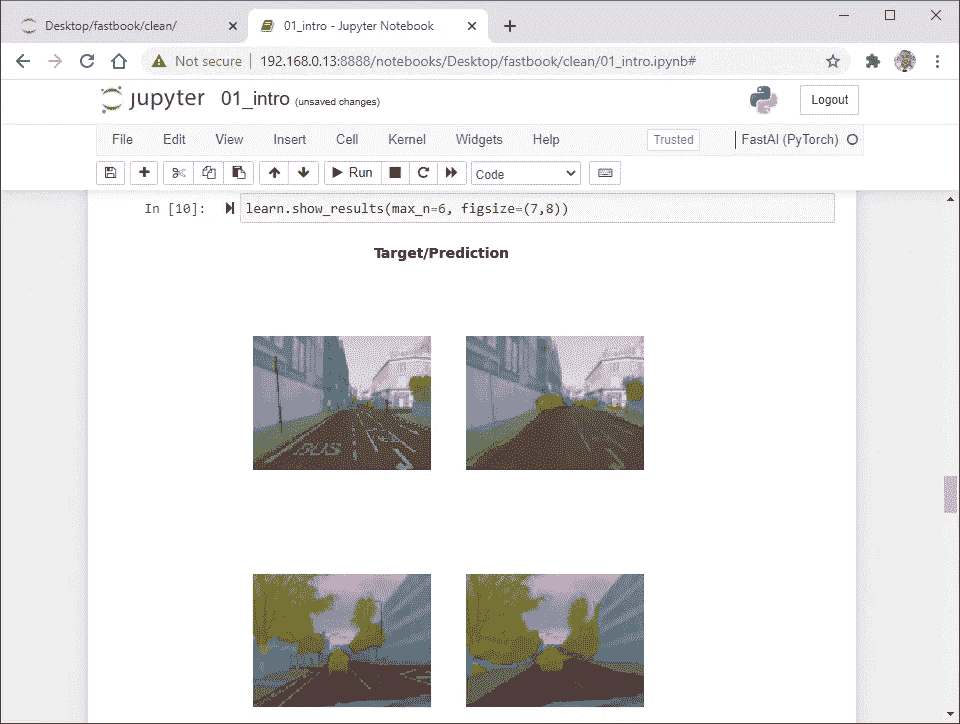 Desktop/fastbook/clean/
01_intro - Jupyter Notebook
Not secure | 192.168.0.13:8888/notebooks/Desktop/fastbook/clean/01_intro.ipynb#
jupyter 01_intro (unsaved changes)
Logout
File Edit View Insert Cell Kernel Widgets Help
Trusted
FastAI (PyTorch)
Run
Code
In [10]: learn.show_results(max_n=6, figsize=(7,8))
Target/Prediction
BUS